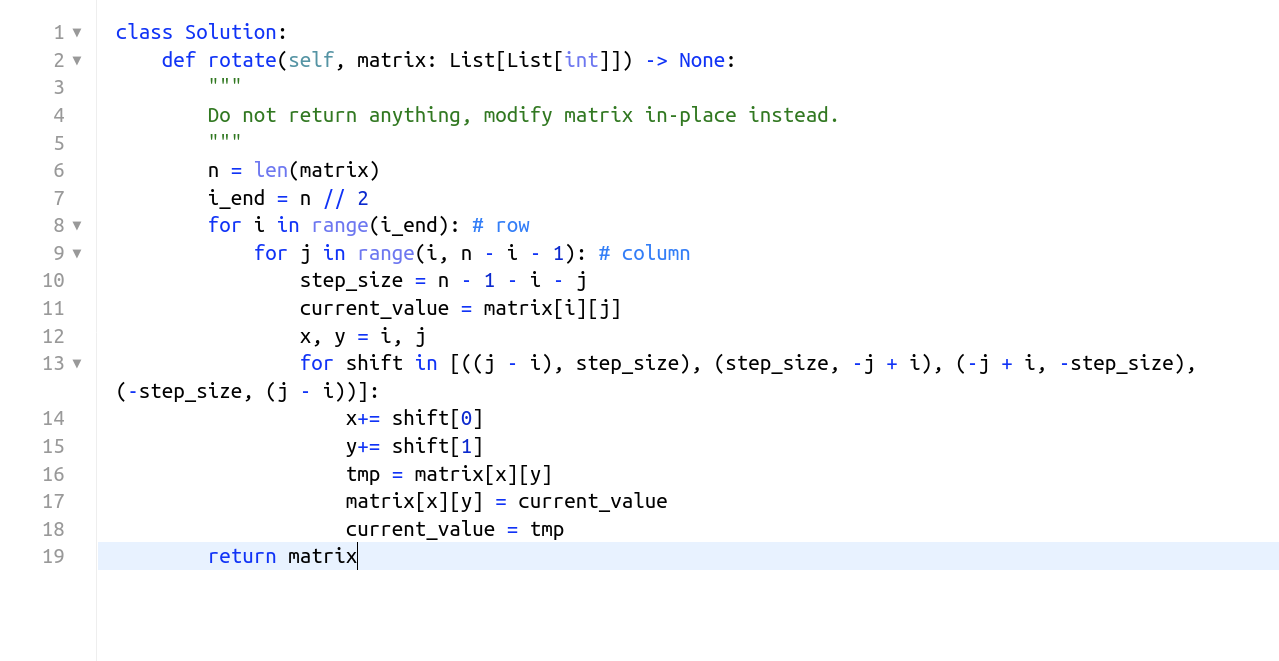 1 class Solution:
2     def rotate(self, matrix: List[List[int]]) -> None:
3         """
4         Do not return anything, modify matrix in-place instead.
5         """
6         n = len(matrix)
7         i_end = n // 2
8         for i in range(i_end): # row
9             for j in range(i, n - i - 1): # column
10                 step_size = n - 1 - i - j
11                 current_value = matrix[i][j]
12                 x, y = i, j
13                 for shift in [((j - i), step_size), (step_size, -j + i), (-j + i, -step_size),
(-step_size, (j - i))]:
14                     x+= shift[0]
15                     y+= shift[1]
16                     tmp = matrix[x][y]
17                     matrix[x][y] = current_value
18                     current_value = tmp
19         return matrix